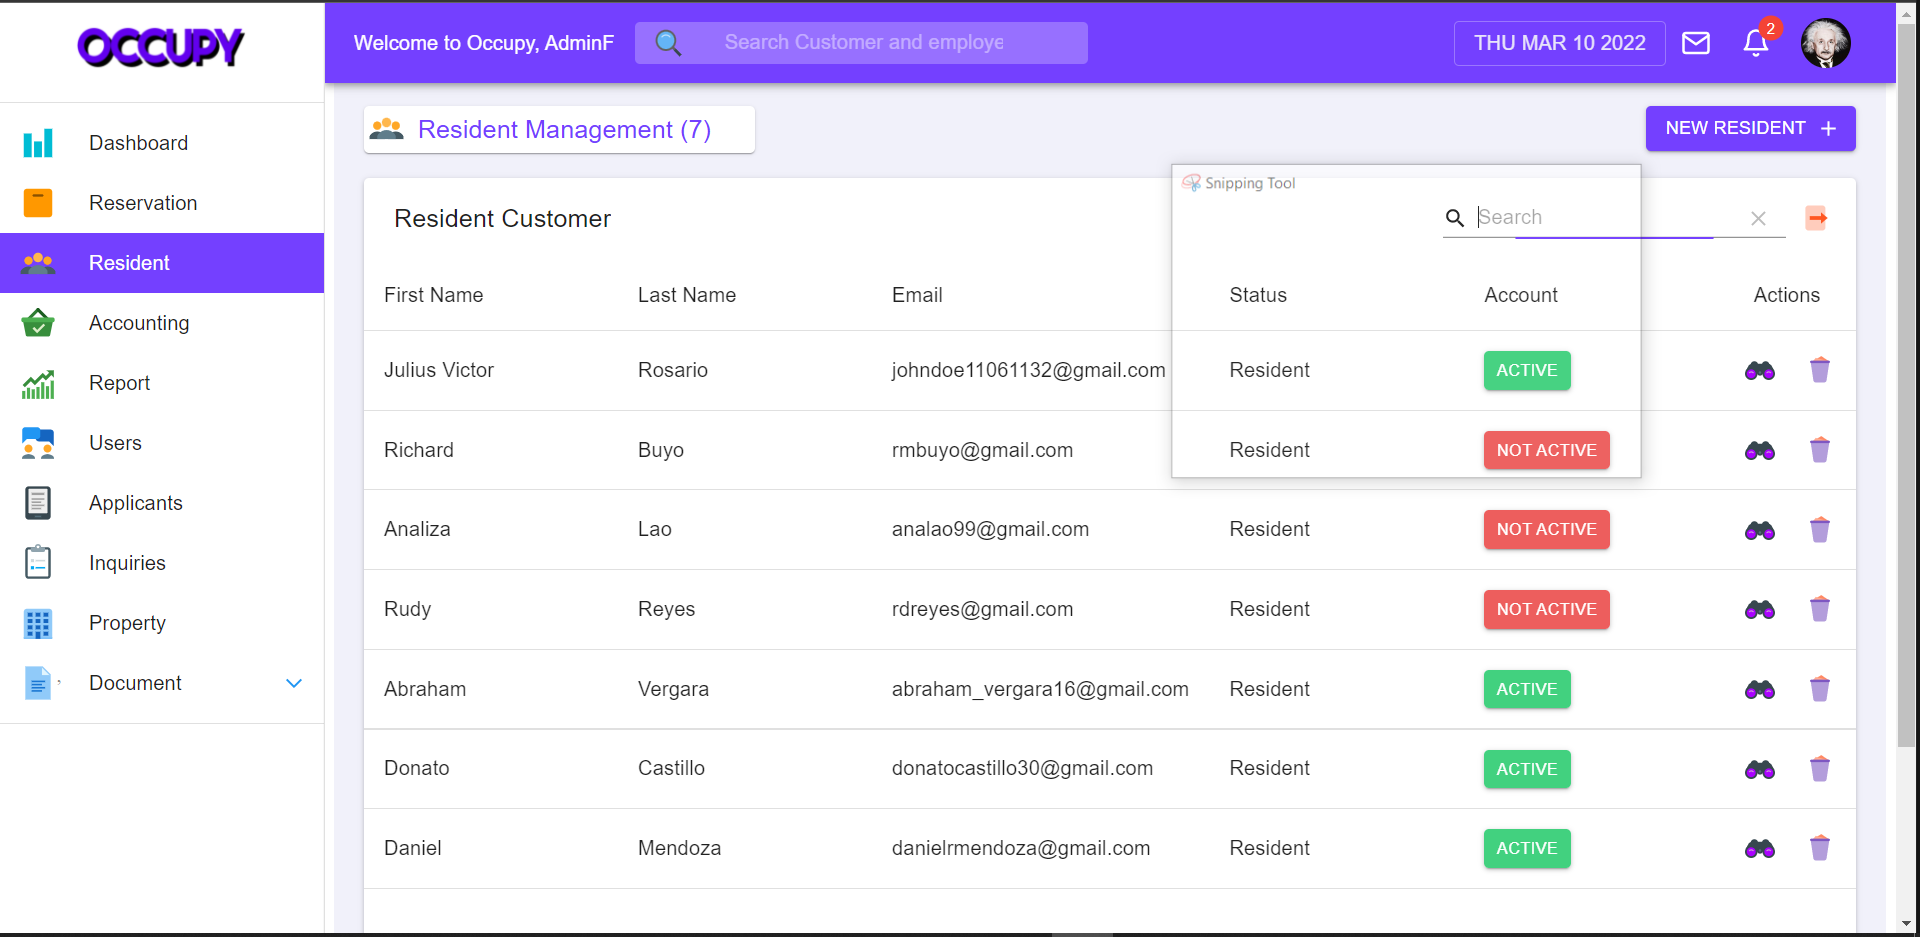 OCCUPY
Welcome to Occupy, AdminF
Search Customer and employe
THU MAR 10 2022
2
Dashboard
Reservation
Resident
Accounting
Report
Users
Applicants
Inquiries
Property
Document
Resident Management (7)
NEW RESIDENT +
Snipping Tool
Resident Customer
Search
First Name Last Name Email Status Account Actions
Julius Victor Rosario johndoe11061132@gmail.com Resident ACTIVE
Richard Buyo rmbuyo@gmail.com Resident NOT ACTIVE
Analiza Lao analao99@gmail.com Resident NOT ACTIVE
Rudy Reyes rdreyes@gmail.com Resident NOT ACTIVE
Abraham Vergara abraham_vergara16@gmail.com Resident ACTIVE
Donato Castillo donatocastillo30@gmail.com Resident ACTIVE
Daniel Mendoza danielrmendoza@gmail.com Resident ACTIVE